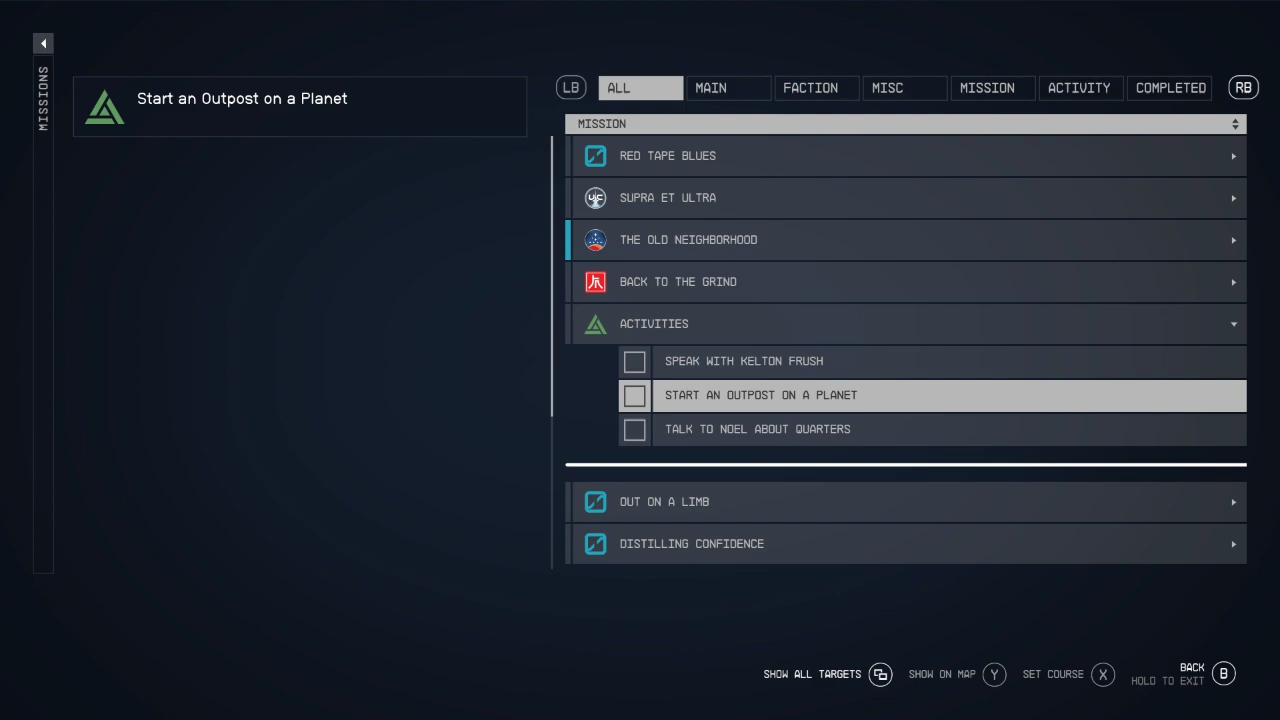 MISSIONS
Start an Outpost on a Planet
LB ALL MAIN FACTION MISC MISSION ACTIVITY COMPLETED RB
MISSION
RED TAPE BLUES
UC SUPRA ET ULTRA
THE OLD NEIGHBORHOOD
BACK TO THE GRIND
ACTIVITIES
SPEAK WITH KELTON FRUSH
START AN OUTPOST ON A PLANET
TALK TO NOEL ABOUT QUARTERS
OUT ON A LIMB
DISTILLING CONFIDENCE
SHOW ALL TARGETS SHOW ON MAP Y SET COURSE X BACK B
HOLD TO EXIT